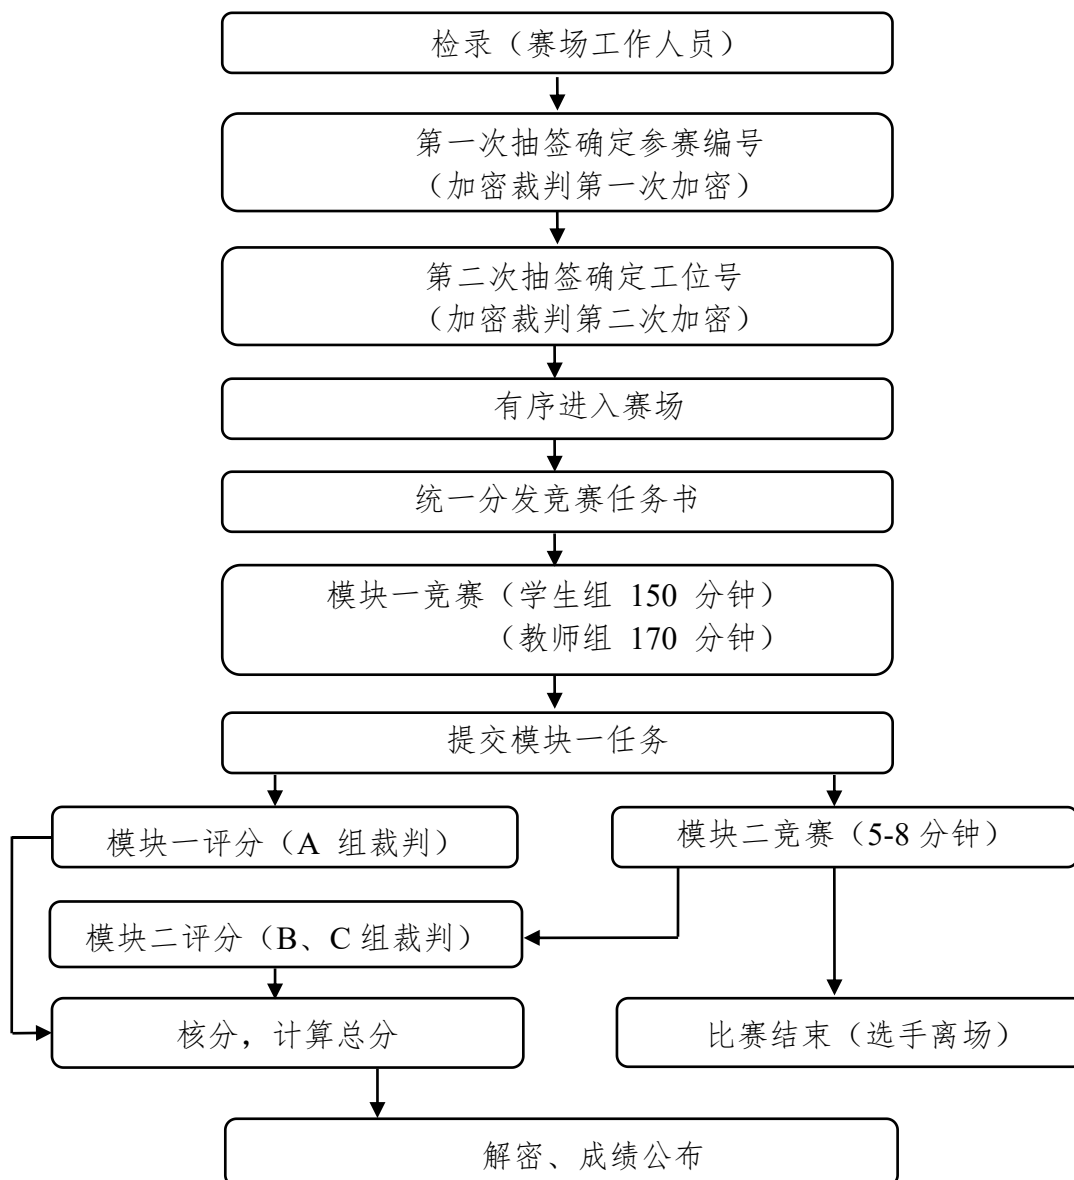 检录（赛场工作人员）
第一次抽签确定参赛编号
（加密裁判第一次加密）
第二次抽签确定工位号
（加密裁判第二次加密）
有序进入赛场
统一分发竞赛任务书
模块一竞赛（学生组 150 分钟）
（教师组 170 分钟）
提交模块一任务
模块一评分（A 组裁判）
模块二竞赛（5-8 分钟）
模块二评分（B、C 组裁判）
核分，计算总分
比赛结束（选手离场）
解密、成绩公布